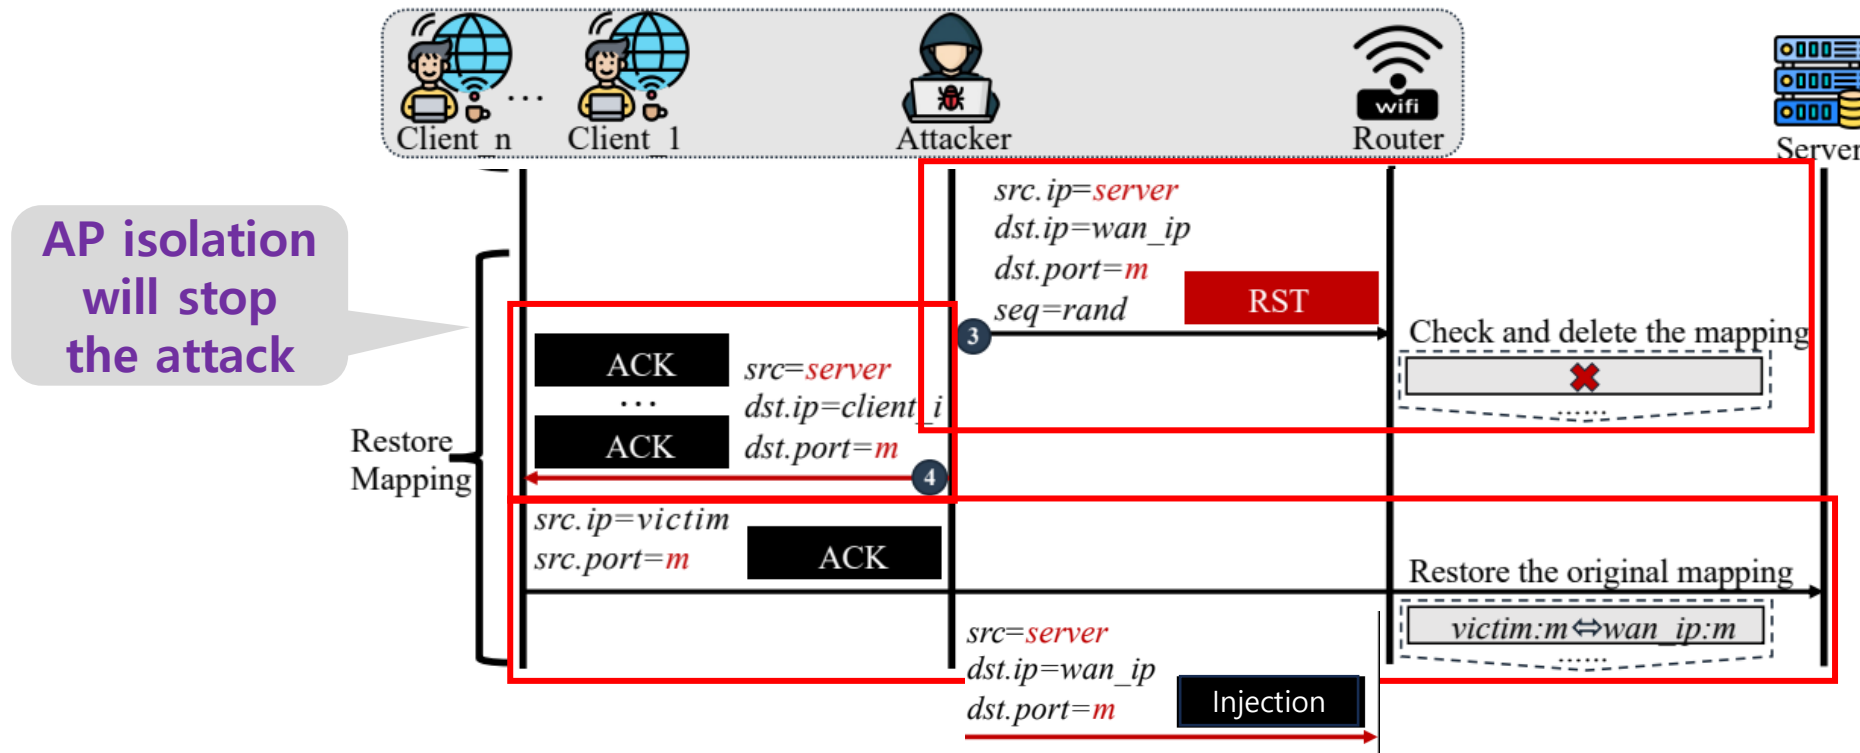 Client_n
...
Client_1
Attacker
wifi
Router
Server
AP isolation
will stop
the attack
src.ip=server
dst.ip=wan_ip
dst.port=m
seq=rand
RST
3
Check and delete the mapping
......
ACK
...
ACK
src=server
dst.ip=client_i
dst.port=m
4
Restore
Mapping
src.ip=victim
src.port=m
ACK
Restore the original mapping
victim:m⇔wan_ip:m
......
src=server
dst.ip=wan_ip
dst.port=m
Injection